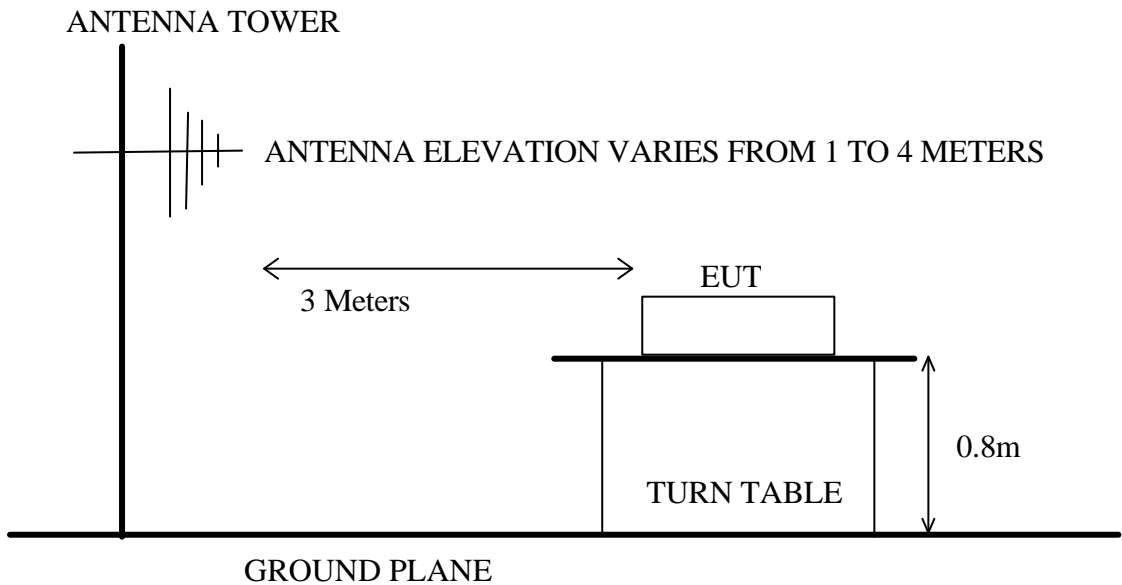 ANTENNA TOWER
ANTENNA ELEVATION VARIES FROM 1 TO 4 METERS
3 Meters
EUT
0.8m
TURN TABLE
GROUND PLANE